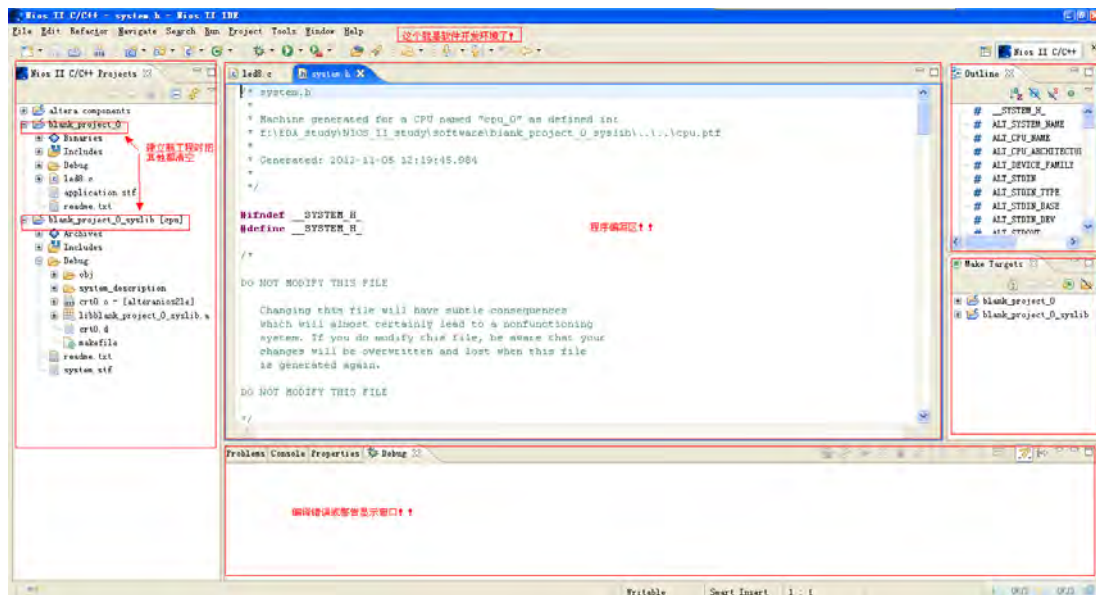 Nios II C/C++ - system.h - Nios II IDE
File Edit Refactor Navigate Search Run Project Tools Window Help
这个就是软件开发环境了！
Nios II C/C++
Nios II C/C++ Projects
altera.components
blank_project_0
Binaries
Includes
Debug
led8.c
application.stf
readme.txt
建立新工程时把
其他都清空
blank_project_0_syslib [cpu]
Archives
Includes
Debug
obj
system_description
crt0.o - [alteranios2le]
libblank_project_0_syslib.a
crt0.d
makefile
readme.txt
system.stf
led8.c
system.h
/* system.h
*
* Machine generated for a CPU named "cpu_0" as defined in:
* f:\EDA_study\NIOS_II_study\software\blank_project_0_syslib\..\..\cpu.ptf
*
* Generated: 2012-11-05 12:19:45.984
*
*/
#ifndef __SYSTEM_H_
#define __SYSTEM_H_
程序编写区！！
/*
DO NOT MODIFY THIS FILE
Changing this file will have subtle consequences
which will almost certainly lead to a nonfunctioning
system. If you do modify this file, be aware that your
changes will be overwritten and lost when this file
is generated again.
DO NOT MODIFY THIS FILE
*/
Outline
# __SYSTEM_H_
# ALT_SYSTEM_NAME
# ALT_CPU_NAME
# ALT_CPU_ARCHITECTUR
# ALT_DEVICE_FAMILY
# ALT_STDIN
# ALT_STDIN_TYPE
# ALT_STDIN_BASE
# ALT_STDIN_DEV
# ALT_STDOUT
Make Targets
blank_project_0
blank_project_0_syslib
Problems Console Properties Debug
编译错误或警告显示窗口！！
Writable Smart Insert 1 : 1